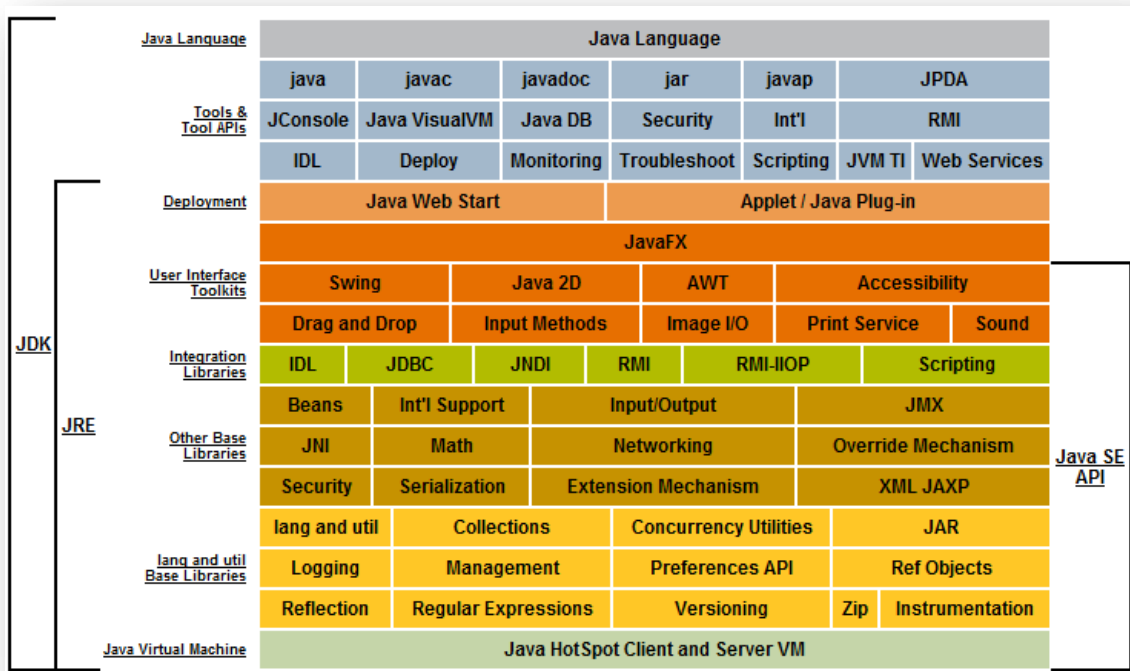 Java Language Java Language
java javac javadoc jar javap JPDA
Tools &
Tool APIs
JConsole Java VisualVM Java DB Security Int'l RMI
IDL Deploy Monitoring Troubleshoot Scripting JVM TI Web Services
Deployment Java Web Start Applet / Java Plug-in
JavaFX
User Interface
Toolkits
Swing Java 2D AWT Accessibility
Drag and Drop Input Methods Image I/O Print Service Sound
JDK
Integration
Libraries
IDL JDBC JNDI RMI RMI-IIOP Scripting
Beans Int'l Support Input/Output JMX
JRE
Other Base
Libraries
JNI Math Networking Override Mechanism
Java SE
API
Security Serialization Extension Mechanism XML JAXP
lang and util Collections Concurrency Utilities JAR
lang and util
Base Libraries
Logging Management Preferences API Ref Objects
Reflection Regular Expressions Versioning Zip Instrumentation
Java Virtual Machine Java HotSpot Client and Server VM